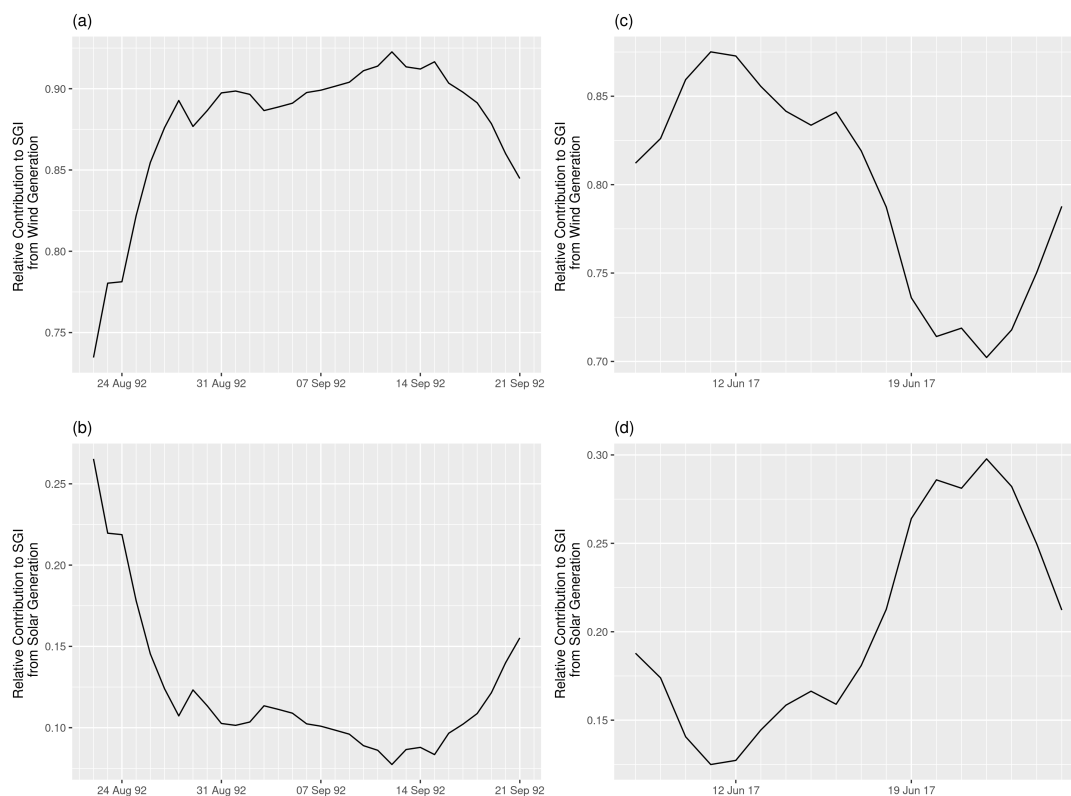 (a)
Relative Contribution to SGI
from Wind Generation
0.90
0.85
0.80
0.75
24 Aug 92 31 Aug 92 07 Sep 92 14 Sep 92 21 Sep 92
(c)
Relative Contribution to SGI
from Wind Generation
0.85
0.80
0.75
0.70
12 Jun 17 19 Jun 17
(b)
Relative Contribution to SGI
from Solar Generation
0.25
0.20
0.15
0.10
24 Aug 92 31 Aug 92 07 Sep 92 14 Sep 92 21 Sep 92
(d)
Relative Contribution to SGI
from Solar Generation
0.30
0.25
0.20
0.15
12 Jun 17 19 Jun 17